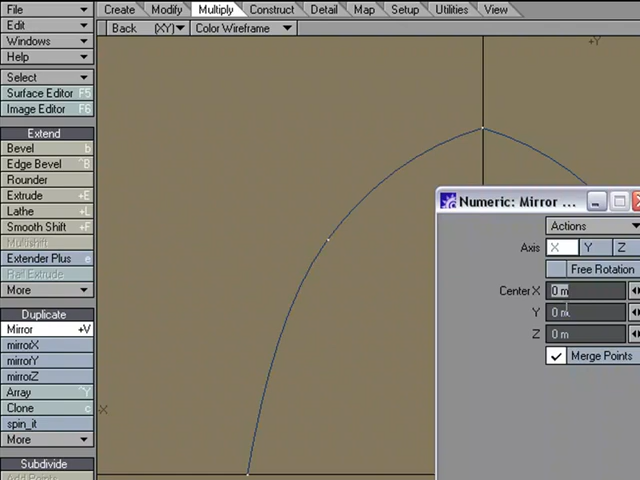 File Create Modify Multiply Construct Detail Map Setup Utilities View
Edit Back (XY) Color Wireframe
Windows +Y
Help
Select
Surface Editor F5
Image Editor F6
Extend
Bevel b
Edge Bevel ^B
Rounder
Extrude +E
Lathe +L
Smooth Shift +F
Multishift
Extender Plus e
Rail Extrude
More
Duplicate
Mirror +V
mirrorX
mirrorY
mirrorZ
Array ^Y
Clone c
spin_it
More
Subdivide
Add Points
-X
Numeric: Mirror ...
Actions
Axis X Y Z
Free Rotation
Center X 0 m
Y 0 m
Z 0 m
Merge Points